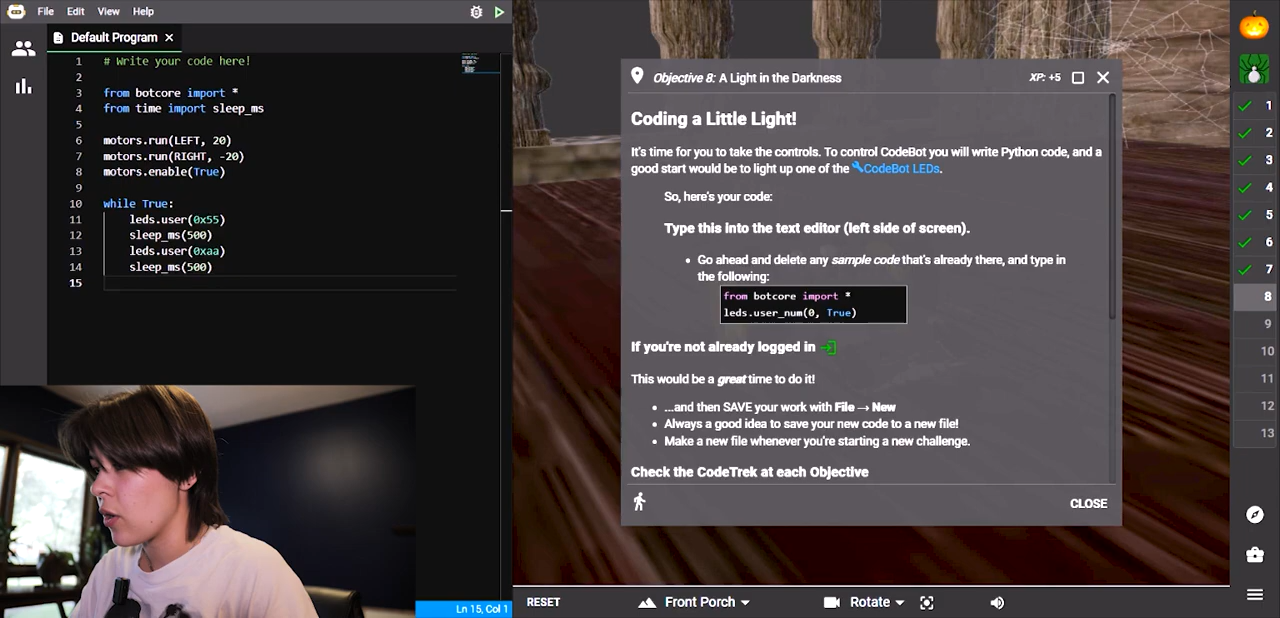 File Edit View Help
Default Program ×
1 # Write your code here!
2
3 from botcore import *
4 from time import sleep_ms
5
6 motors.run(LEFT, 20)
7 motors.run(RIGHT, -20)
8 motors.enable(True)
9
10 while True:
11 leds.user(0x55)
12 sleep_ms(500)
13 leds.user(0xaa)
14 sleep_ms(500)
15
Ln 15, Col 1
Objective 8: A Light in the Darkness
XP: +5
Coding a Little Light!
It's time for you to take the controls. To control CodeBot you will write Python code, and a
good start would be to light up one of the CodeBot LEDs.
So, here's your code:
Type this into the text editor (left side of screen).
• Go ahead and delete any sample code that's already there, and type in
the following:
from botcore import *
leds.user_num(0, True)
If you're not already logged in
This would be a great time to do it!
• ...and then SAVE your work with File → New
• Always a good idea to save your new code to a new file!
• Make a new file whenever you're starting a new challenge.
Check the CodeTrek at each Objective
CLOSE
RESET
Front Porch
Rotate
1
2
3
4
5
6
7
8
9
10
11
12
13